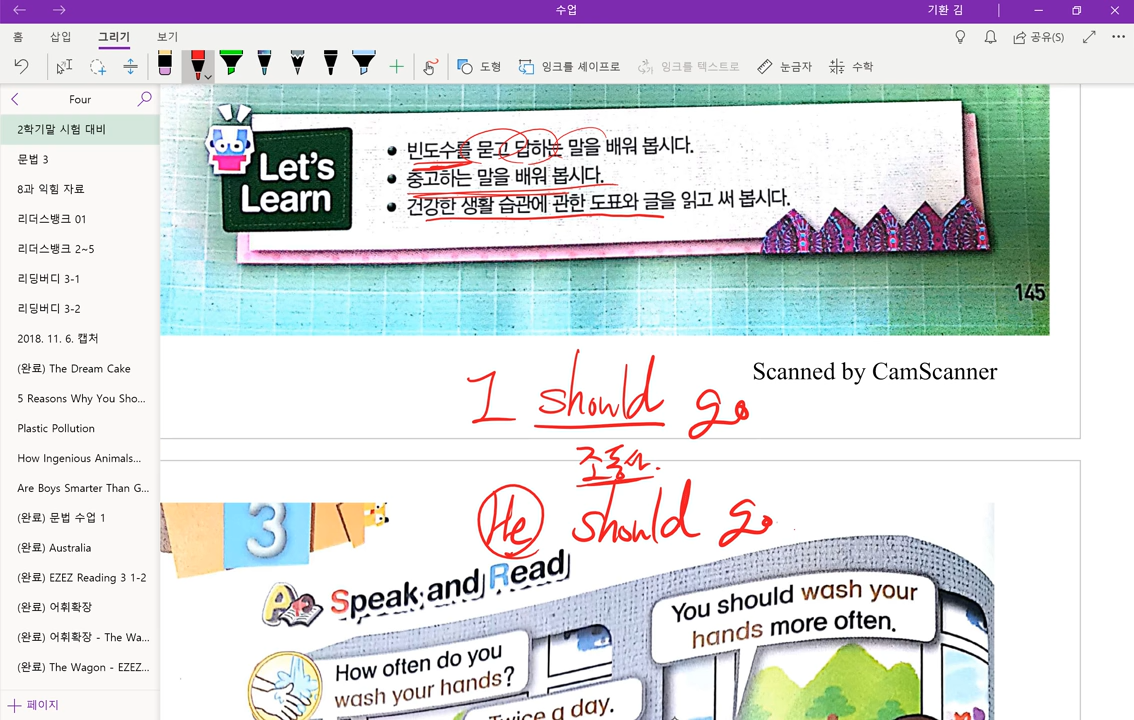 수업
기환 김
홈 삽입 그리기 보기
공유(S)
도형 잉크를 셰이프로 잉크를 텍스트로 눈금자 수학
Four
2학기말 시험 대비
문법 3
8과 익힘 자료
리더스뱅크 01
리더스뱅크 2~5
리딩버디 3-1
리딩버디 3-2
2018. 11. 6. 캡처
(완료) The Dream Cake
5 Reasons Why You Sho...
Plastic Pollution
How Ingenious Animals...
Are Boys Smarter Than G...
(완료) 문법 수업 1
(완료) Australia
(완료) EZEZ Reading 3 1-2
(완료) 어휘확장
(완료) 어휘확장 - The Wa...
(완료) The Wagon - EZEZ...
페이지
Let's
Learn
빈도수를 묻고 답하는 말을 배워 봅시다.
충고하는 말을 배워 봅시다.
건강한 생활 습관에 관한 도표와 글을 읽고 써 봅시다.
145
Scanned by CamScanner
I should go
조동사.
He should go
3
A Speak and Read
How often do you
wash your hands?
You should wash your
hands more often.
Twice a day.